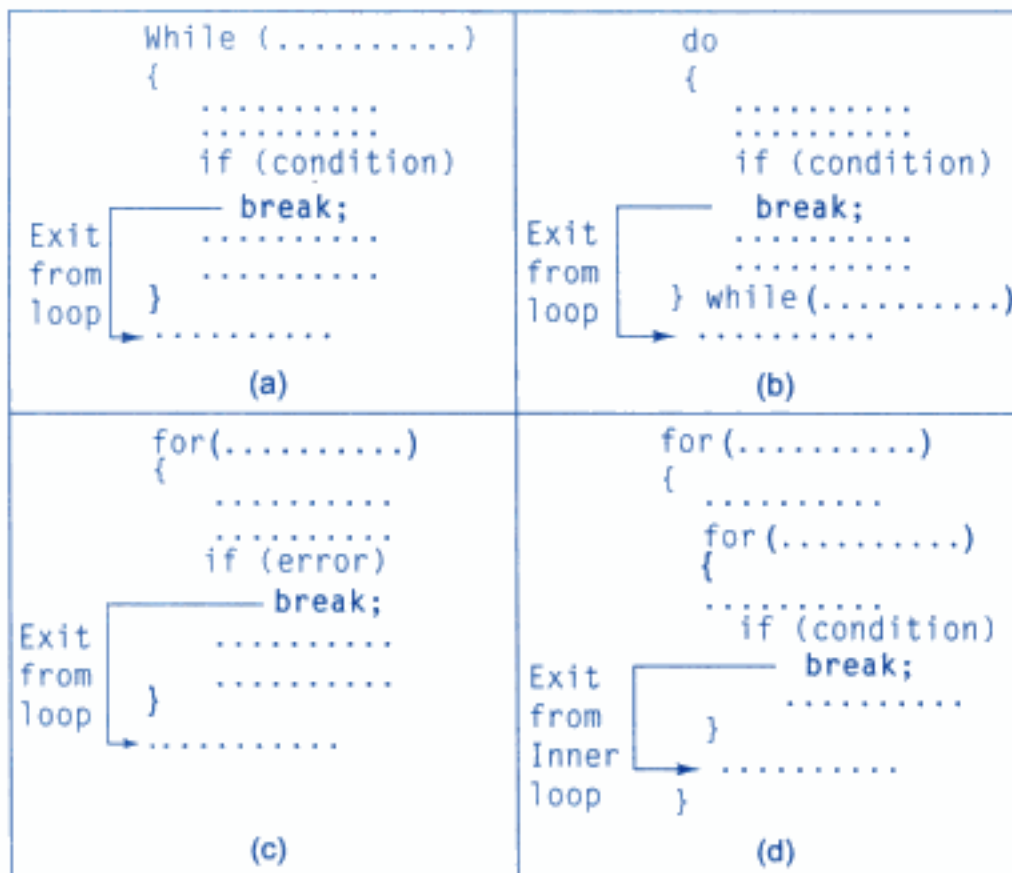 While (..........)
{
..........
..........
if (condition)
break;
Exit
from
loop
..........
..........
}
..........
(a)
do
{
..........
..........
if (condition)
break;
Exit
from
loop
..........
..........
} while(..........)
..........
(b)
for(..........)
{
..........
..........
if (error)
break;
Exit
from
loop
..........
..........
}
...........
(c)
for(..........)
{
..........
for(..........)
{
..........
if (condition)
break;
Exit
from
Inner
loop
..........
}
..........
}
(d)